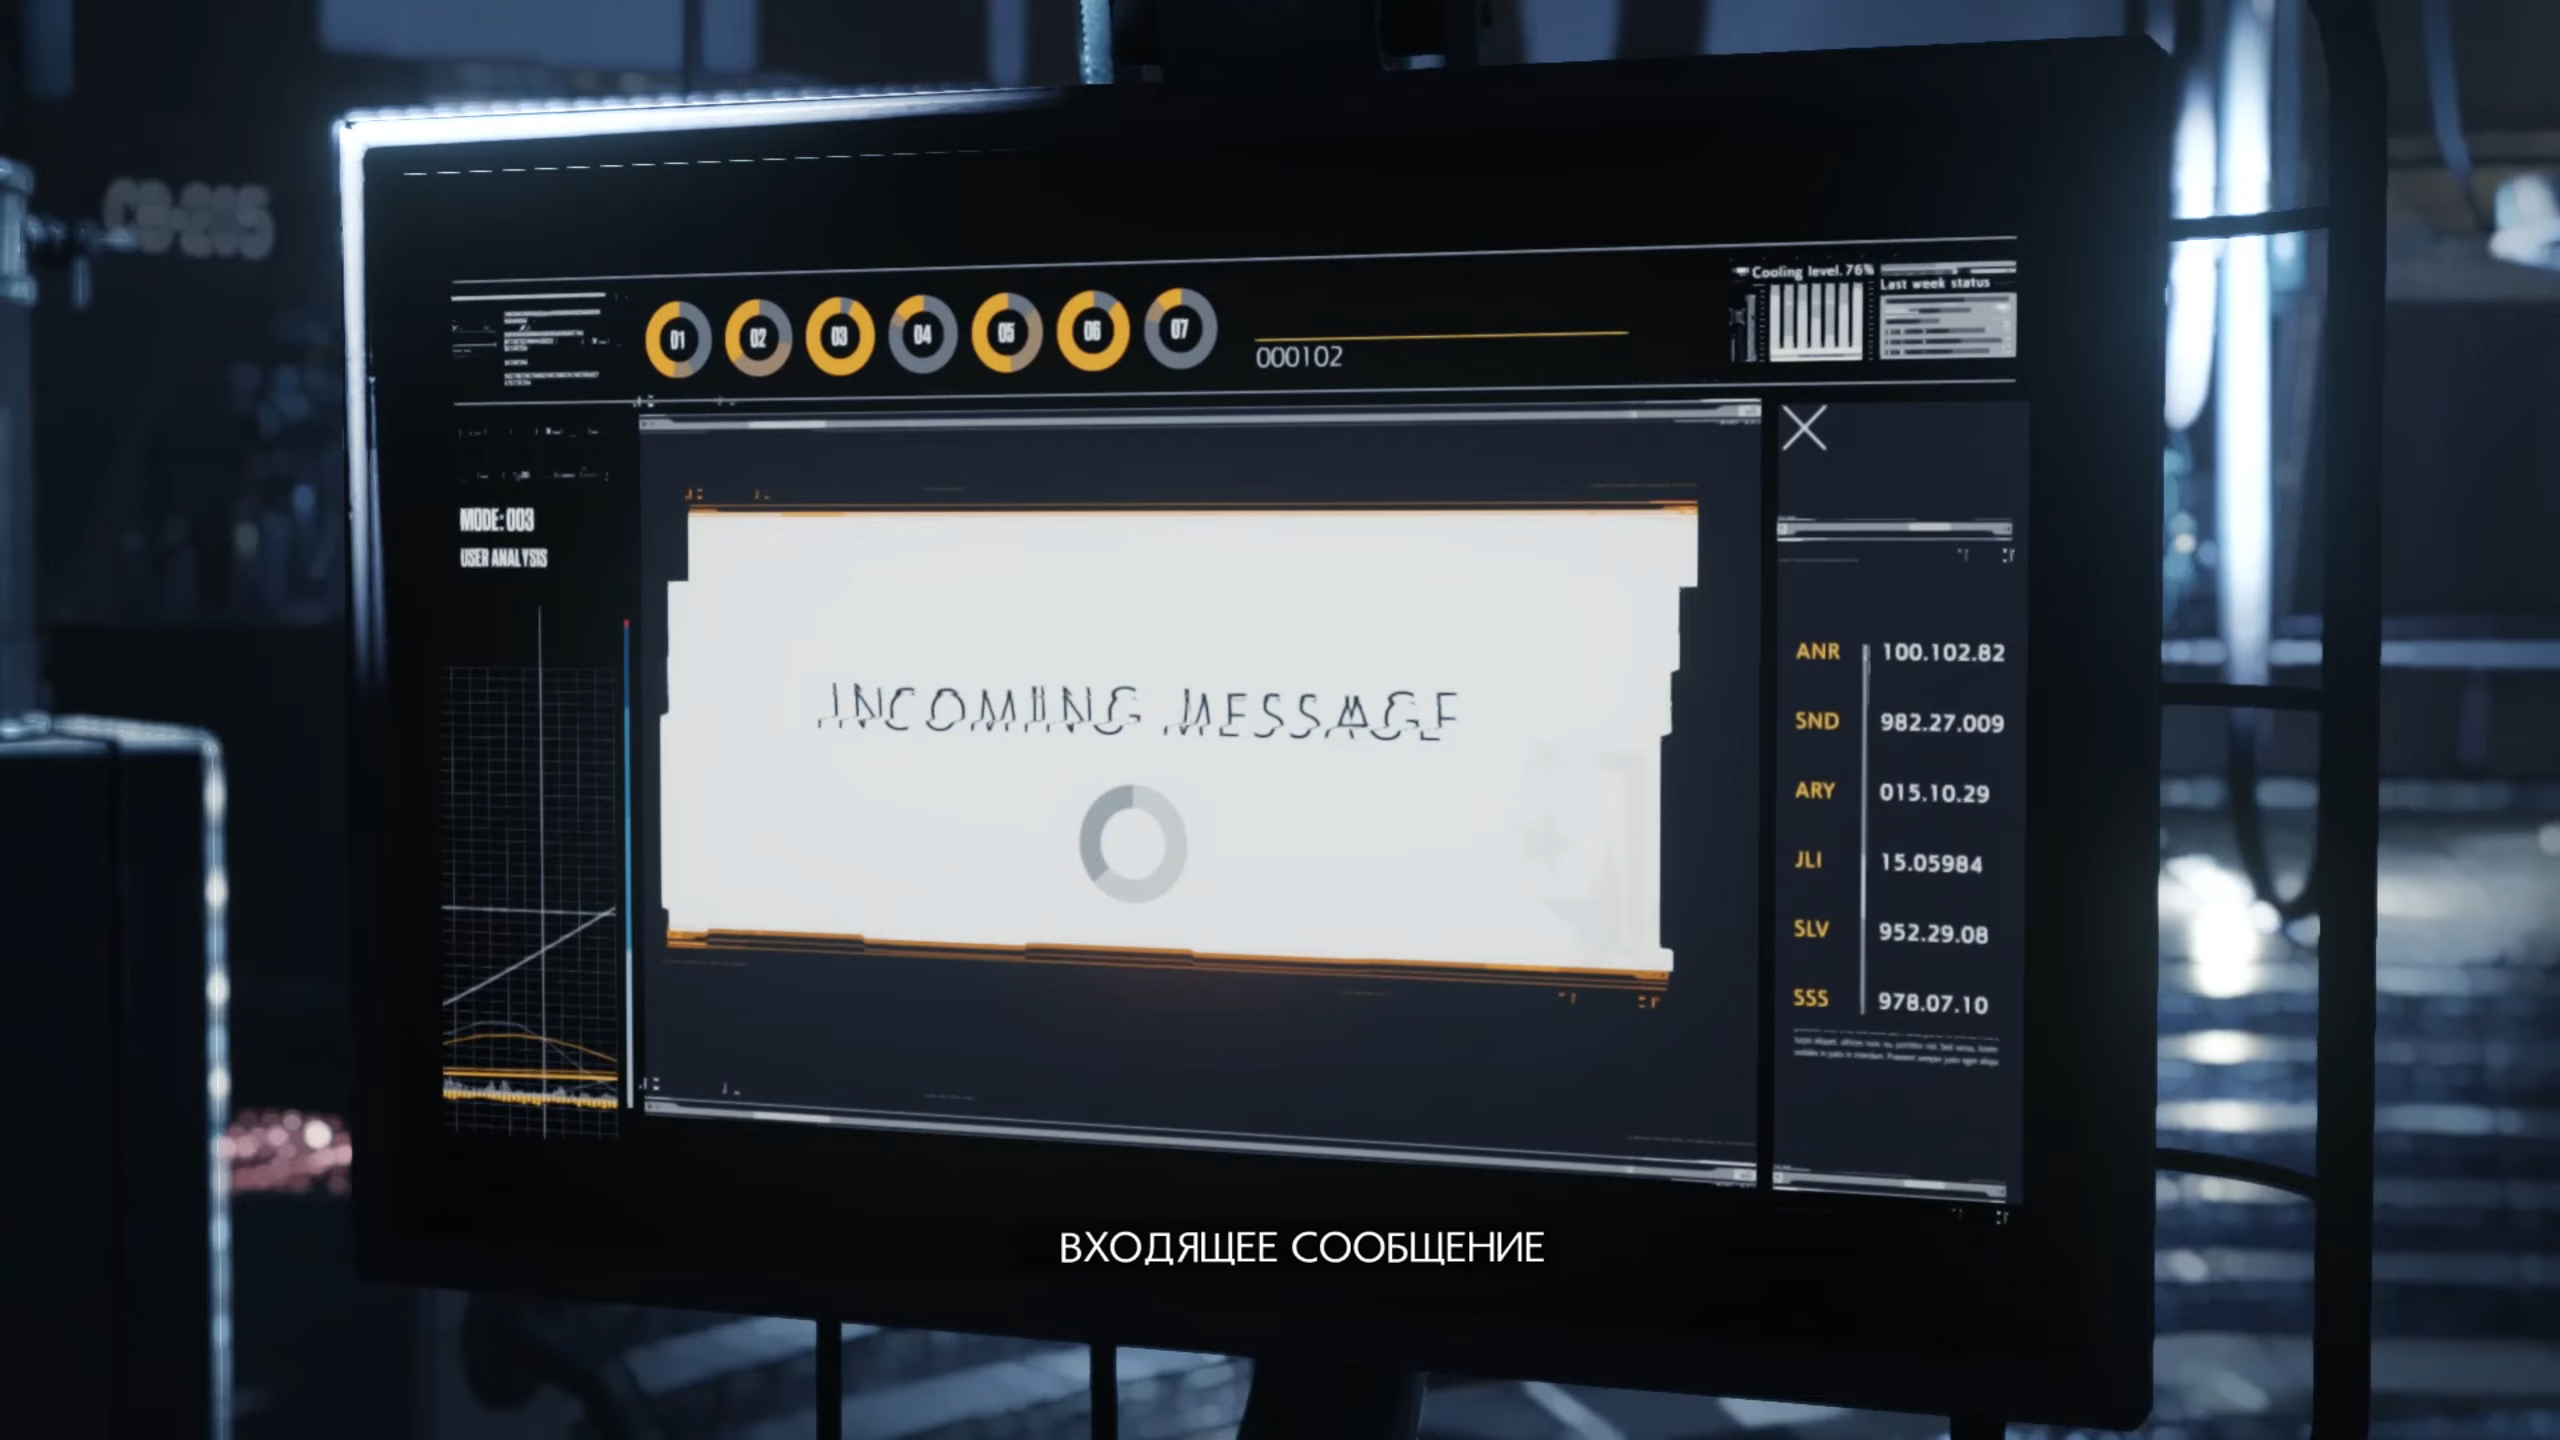 CB-205
Cooling level.76%
Last week status
01 02 03 04 05 06 07
000102
MODE: 003
USER ANALYSIS
INCOMING MESSAGE
ANR 100.102.82
SND 982.27.009
ARY 015.10.29
JLI 15.05984
SLV 952.29.08
SSS 978.07.10
ВХОДЯЩЕЕ СООБЩЕНИЕ